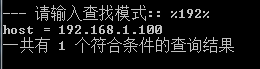 --- 请输入查找模式:: %192%
host = 192.168.1.100
一共有 1 个符合条件的查询结果